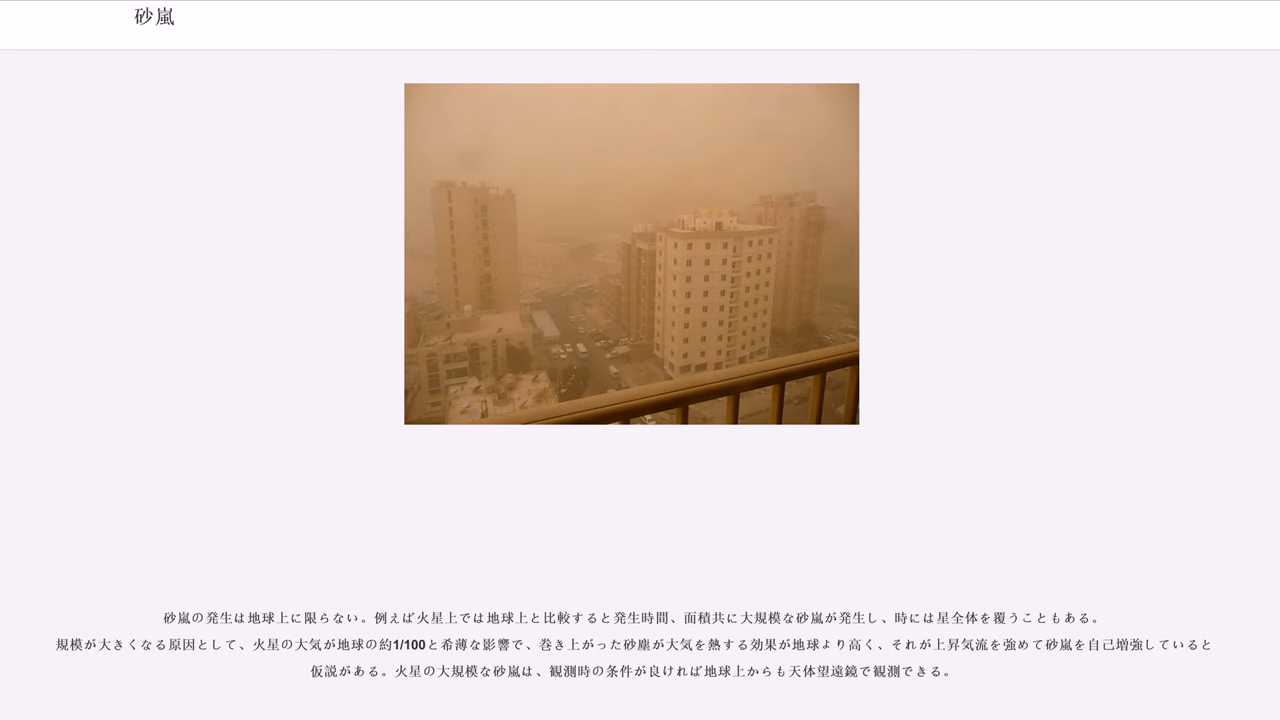 砂嵐
砂嵐の発生は地球上に限らない。例えば火星上では地球上と比較すると発生時間、面積共に大規模な砂嵐が発生し、時には星全体を覆うこともある。
規模が大きくなる原因として、火星の大気が地球の約1/100と希薄な影響で、巻き上がった砂塵が大気を熱する効果が地球より高く、それが上昇気流を強めて砂嵐を自己増強していると
仮説がある。火星の大規模な砂嵐は、観測時の条件が良ければ地球上からも天体望遠鏡で観測できる。